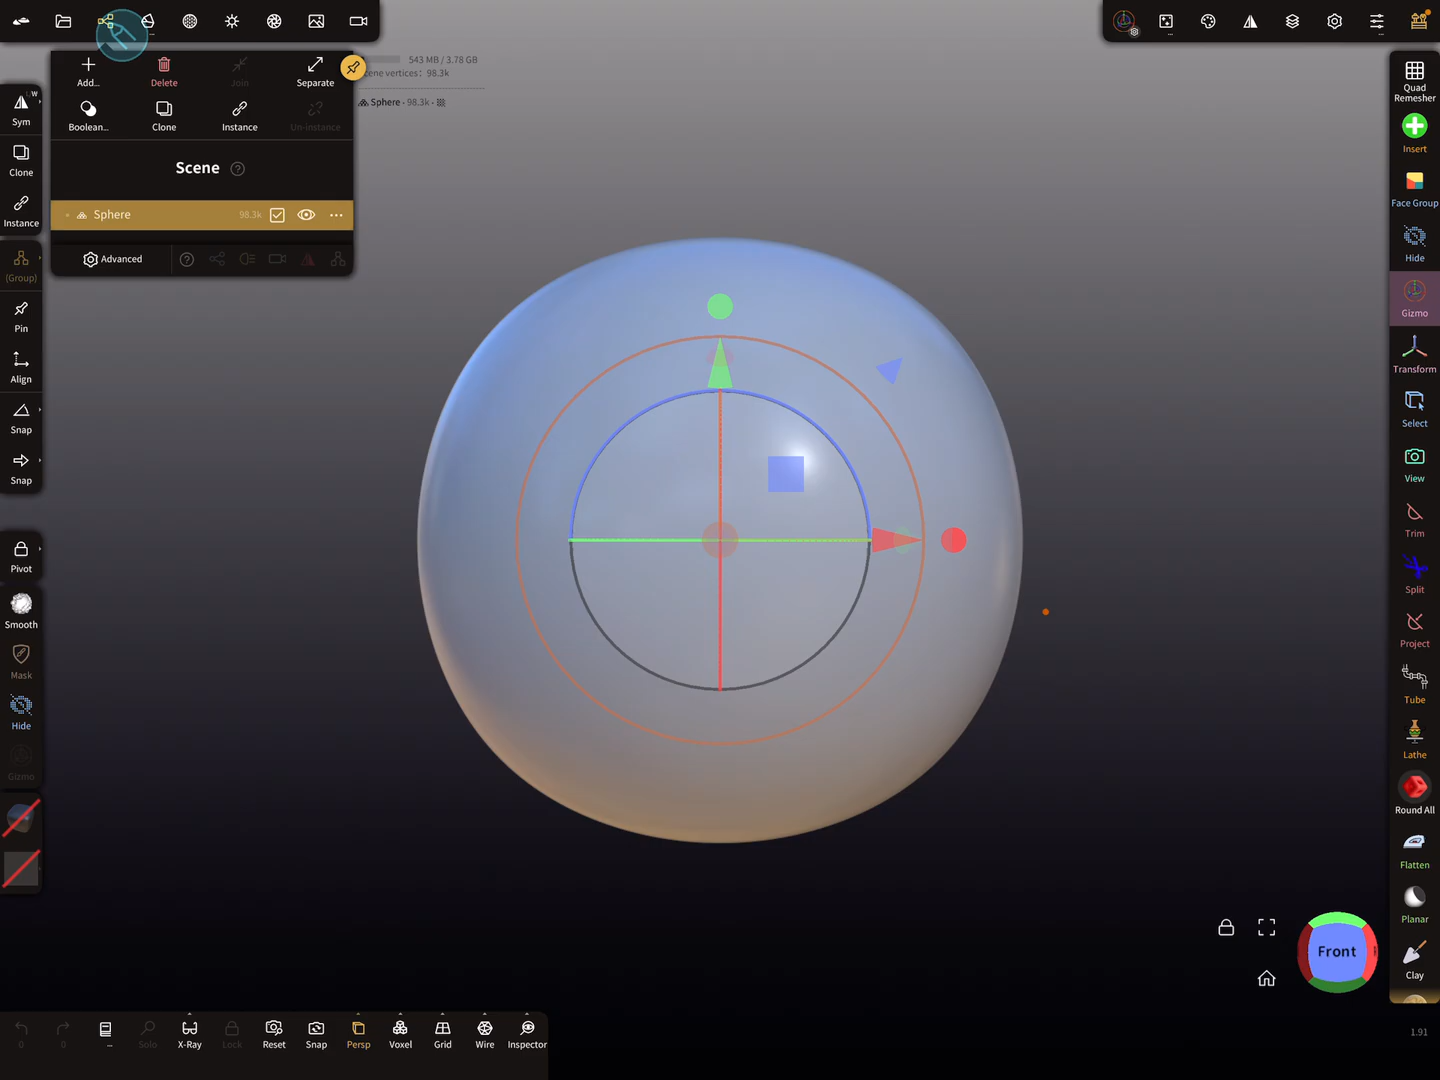 543 MB / 3.78 GB
cene vertices: 98.3k
Sphere · 98.3k ·
Add...
Delete
Join
Separate
Boolean...
Clone
Instance
Un-instance
Scene
Sphere
98.3k
Advanced
W
Sym
Clone
Instance
(Group)
Pin
Align
Snap
Snap
Pivot
Smooth
Mask
Hide
Gizmo
Quad
Remesher
Insert
Face Group
Hide
Gizmo
Transform
Select
View
Trim
Split
Project
Tube
Lathe
Round All
Flatten
Planar
Clay
Front
1.91
0
0
...
Solo
X-Ray
Lock
Reset
Snap
Persp
Voxel
Grid
Wire
Inspector